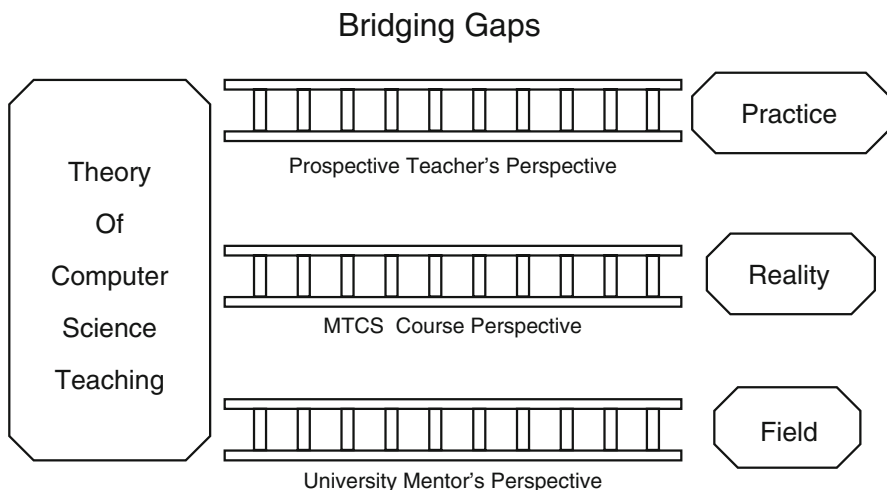 Bridging Gaps
Theory
Of
Computer
Science
Teaching
Prospective Teacher's Perspective
Practice
MTCS Course Perspective
Reality
University Mentor's Perspective
Field